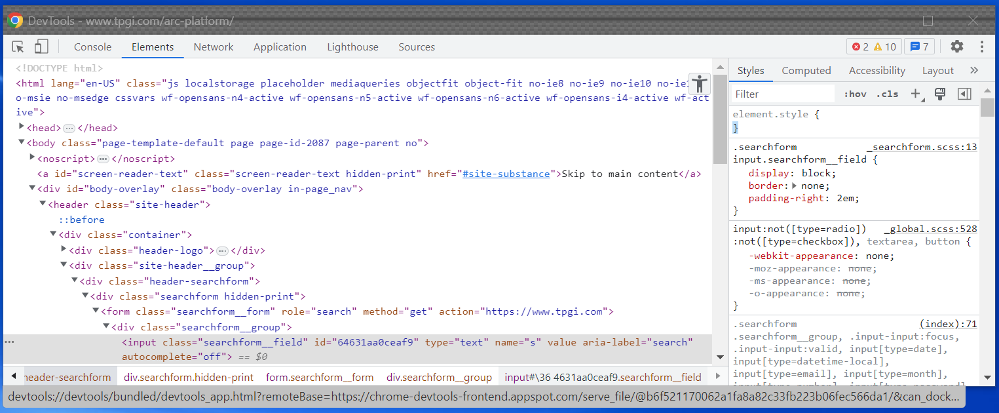 DevTools - www.tpgi.com/arc-platform/
Console Elements Network Application Lighthouse Sources 2 10 7
<!DOCTYPE html>
<html lang="en-US" class="js localstorage placeholder mediaqueries objectfit object-fit no-ie8 no-ie9 no-ie10
o-msie no-msedge cssvars wf-opensans-n4-active wf-opensans-n5-active wf-opensans-n6-active wf-opensans-i4-active wf-act
ive">
<head>…</head>
<body class="page-template-default page page-id-2087 page-parent no">
<noscript>…</noscript>
<a id="screen-reader-text" class="screen-reader-text hidden-print" href="#site-substance">Skip to main content</a>
<div id="body-overlay" class="body-overlay in-page_nav">
<header class="site-header">
::before
<div class="container">
<div class="header-logo">…</div>
<div class="site-header__group">
<div class="header-searchform">
<div class="searchform hidden-print">
<form class="searchform__form" role="search" method="get" action="https://www.tpgi.com">
<div class="searchform__group">
<input class="searchform__field" id="64631aa0ceaf9" type="text" name="s" value aria-label="search"
autocomplete="off"> == $0
header-searchform div.searchform.hidden-print form.searchform__form div.searchform__group input#\36 4631aa0ceaf9.searchform__field
Styles Computed Accessibility Layout »
Filter :hov .cls +
element.style {
}
.searchform _searchform.scss:13
input.searchform__field {
display: block;
border: none;
padding-right: 2em;
}
input:not([type=radio]) _global.scss:528
:not([type=checkbox]), textarea, button {
-webkit-appearance: none;
-moz-appearance: none;
-ms-appearance: none;
-o-appearance: none;
}
.searchform (index):71
.searchform__group, .input-input:focus,
.input-input:valid, input[type=date],
input[type=datetime-local],
input[type=email], input[type=month],
input[type=number], input[type=password]
devtools://devtools/bundled/devtools_app.html?remoteBase=https://chrome-devtools-frontend.appspot.com/serve_file/@b6f521170062a1fa8a82c33fb223b06fec566da1/&can_dock...